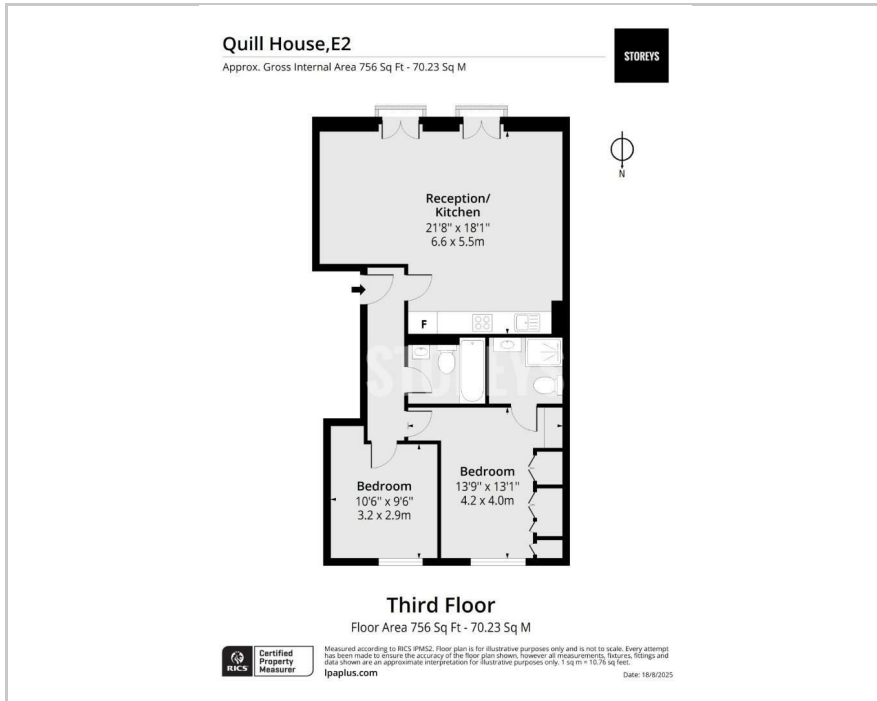 Quill House,E2
Approx. Gross Internal Area 756 Sq Ft - 70.23 Sq M
STOREYS
N
Reception/
Kitchen
21'8" x 18'1"
6.6 x 5.5m
F
STOREYS
Bedroom
10'6" x 9'6"
3.2 x 2.9m
Bedroom
13'9" x 13'1"
4.2 x 4.0m
Third Floor
Floor Area 756 Sq Ft - 70.23 Sq M
RICS
Certified
Property
Measurer
Measured according to RICS IPMS2. Floor plan is for illustrative purposes only and is not to scale. Every attempt
has been made to ensure the accuracy of the floor plan shown, however all measurements, fixtures, fittings and
data shown are an approximate interpretation for illustrative purposes only. 1 sq m = 10.76 sq feet.
lpaplus.com
Date: 18/8/2025